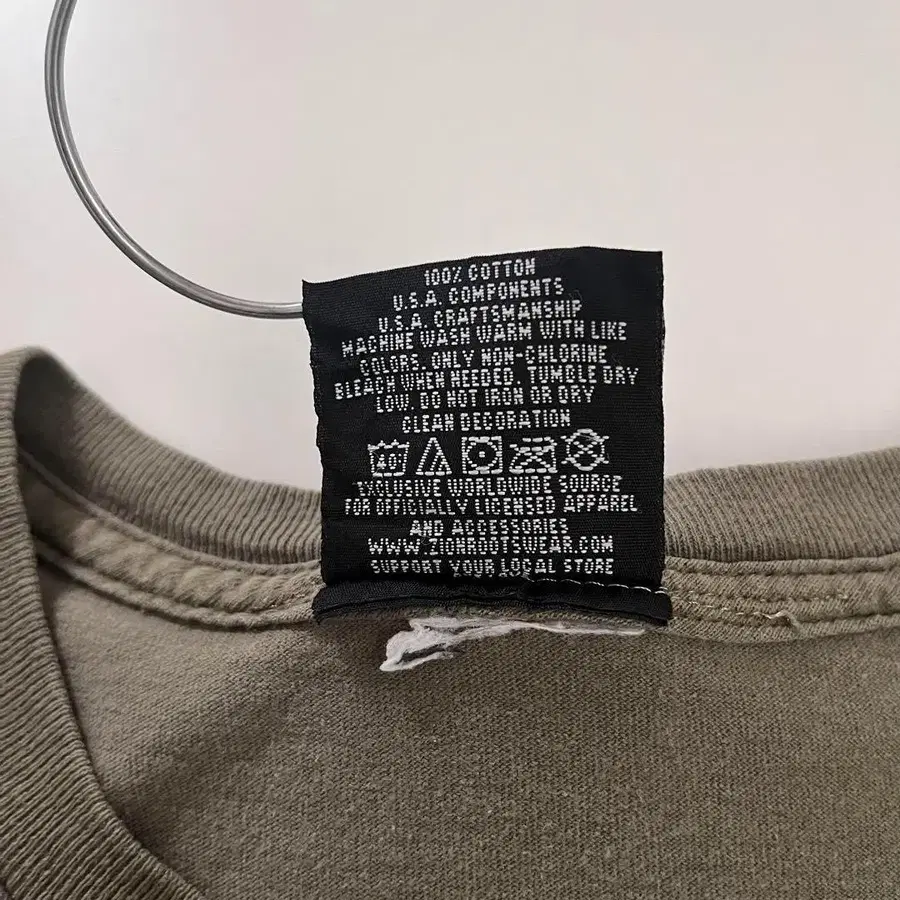 100% COTTON
U.S.A. COMPONENTS
U.S.A. CRAFTSMANSHIP
MACHINE WASH WARM WITH LIKE
COLORS. ONLY NON-CHLORINE
BLEACH WHEN NEEDED. TUMBLE DRY
LOW. DO NOT IRON OR DRY
CLEAN DECORATION
40°
EXCLUSIVE WORLDWIDE SOURCE
FOR OFFICIALLY LICENSED APPAREL
AND ACCESSORIES
WWW.ZIONROOTSWEAR.COM
SUPPORT YOUR LOCAL STORE